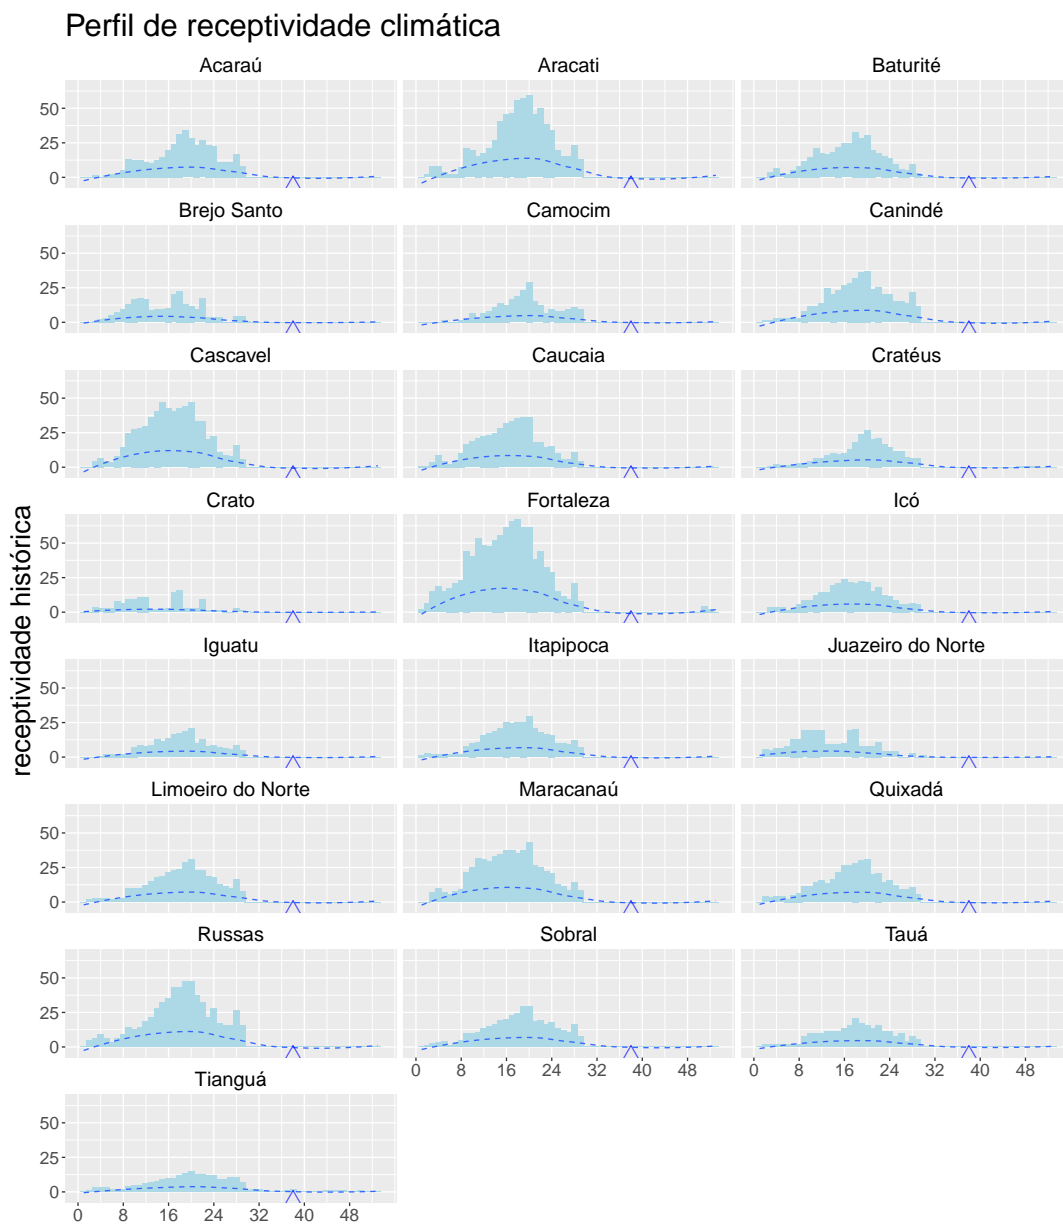 Perfil de receptividade climática
Acaraú Aracati Baturité
50
25
0
Brejo Santo Camocim Canindé
50
25
0
Cascavel Caucaia Cratéus
50
25
0
Crato Fortaleza Icó
50
25
0
receptividade histórica
Iguatu Itapipoca Juazeiro do Norte
50
25
0
Limoeiro do Norte Maracanaú Quixadá
50
25
0
Russas Sobral Tauá
50
25
0
0 8 16 24 32 40 48 0 8 16 24 32 40 48
Tianguá
50
25
0
0 8 16 24 32 40 48